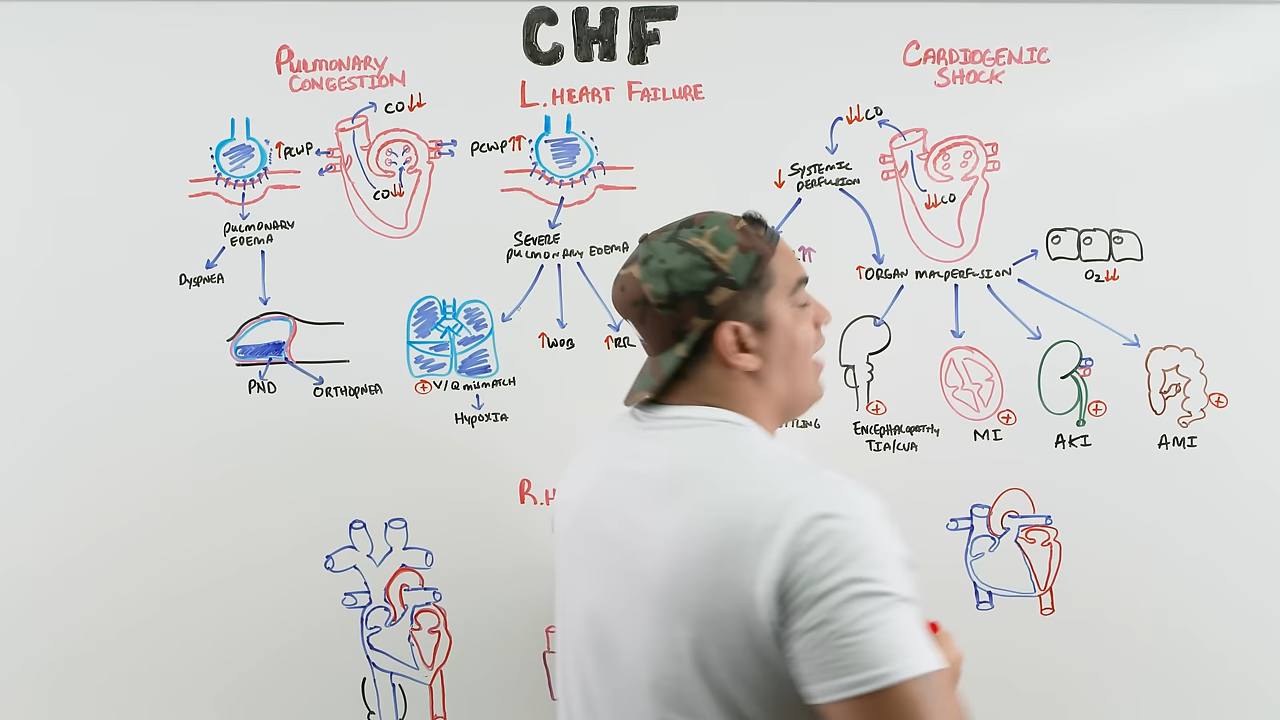 CHF
PULMONARY
CONGESTION
L. HEART FAILURE
CARDIOGENIC
SHOCK
CO↓↓
↑PCWP
CO↓↓
PCWP↑↑
↓↓CO
↓ SYSTEMIC
PERFUSION
↓↓CO
PULMONARY
EDEMA
SEVERE
PULMONARY EDEMA
DYSPNEA
↑ORGAN MALPERFUSION
O2↓↓
↑WOB
↑RR
PND
ORTHOPNEA
+ V/Q MISMATCH
HYPOXIA
TLING
ENCEPHALOPATHY
TIA/CVA
+
MI
+
AKI
+
AMI
+
R.H